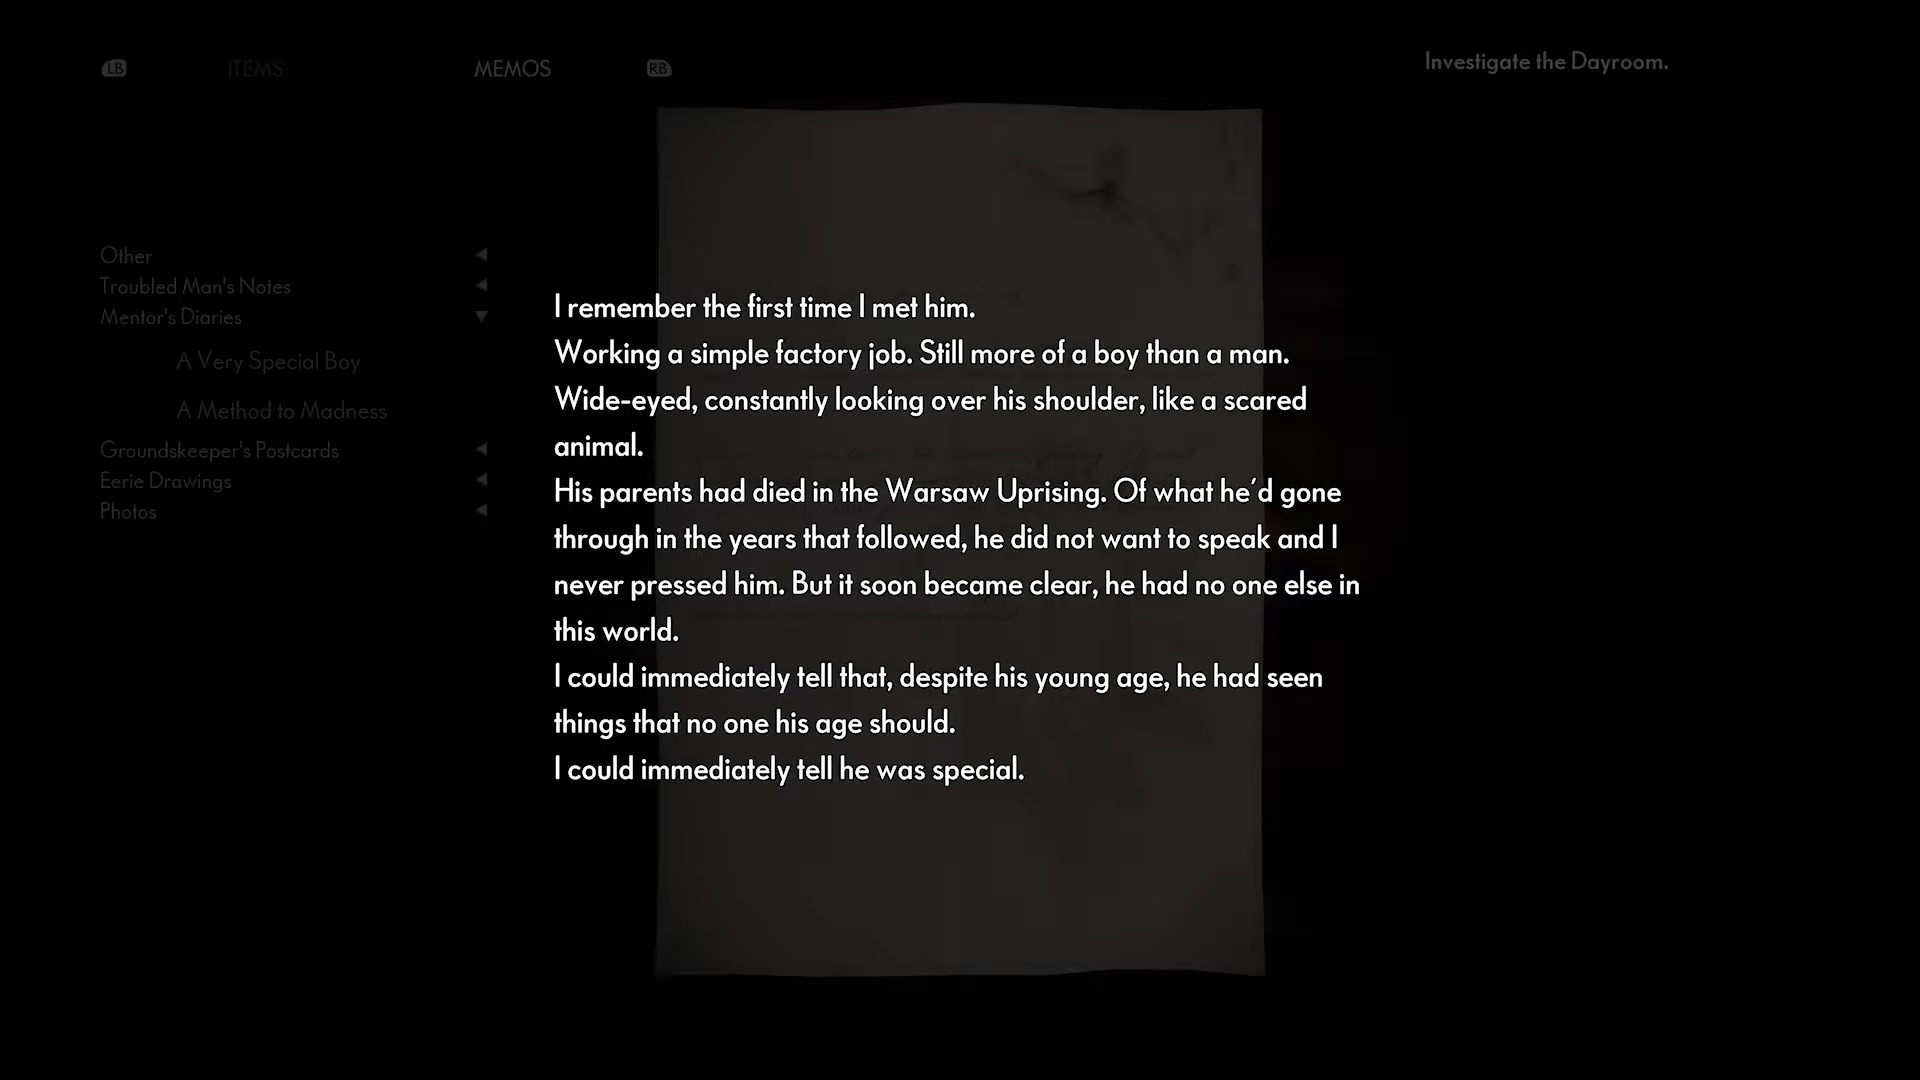 LB ITEMS MEMOS RB Investigate the Dayroom.
Other
Troubled Man's Notes
Mentor's Diaries
A Very Special Boy
A Method to Madness
Groundskeeper's Postcards
Eerie Drawings
Photos
I remember the first time I met him.
Working a simple factory job. Still more of a boy than a man.
Wide-eyed, constantly looking over his shoulder, like a scared
animal.
His parents had died in the Warsaw Uprising. Of what he'd gone
through in the years that followed, he did not want to speak and I
never pressed him. But it soon became clear, he had no one else in
this world.
I could immediately tell that, despite his young age, he had seen
things that no one his age should.
I could immediately tell he was special.